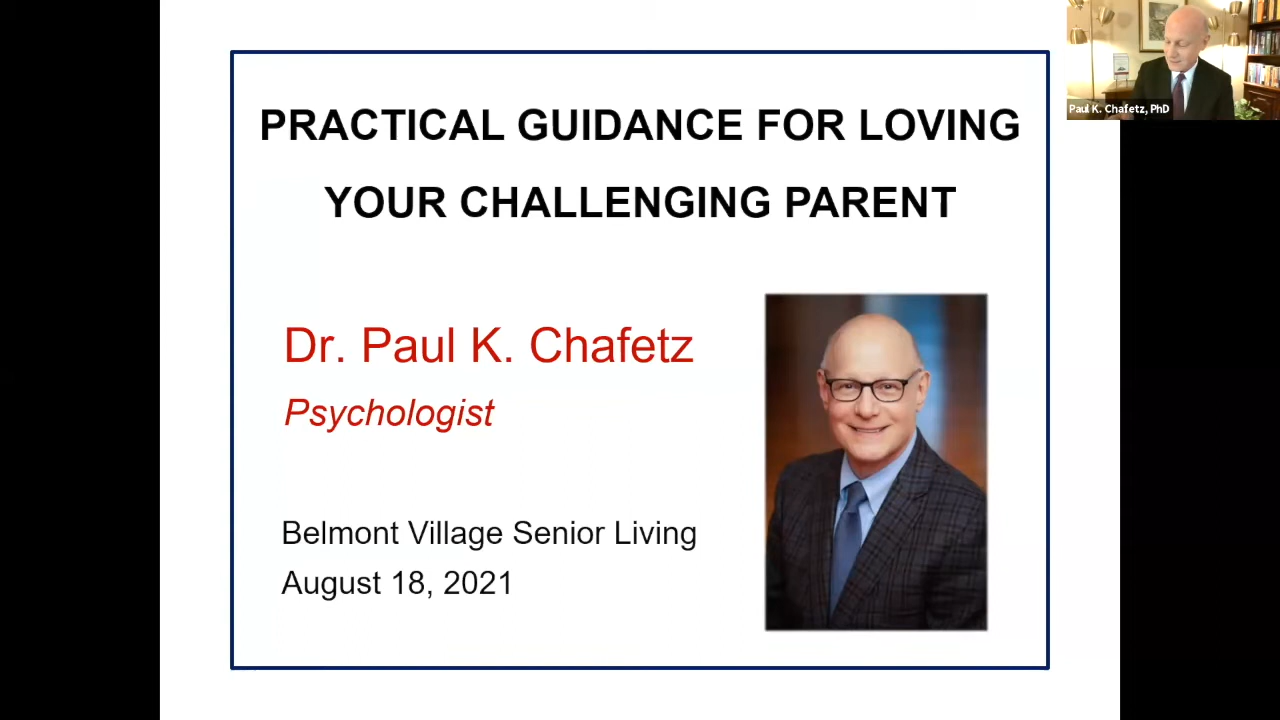 PRACTICAL GUIDANCE FOR LOVING
YOUR CHALLENGING PARENT
Dr. Paul K. Chafetz
Psychologist
Belmont Village Senior Living
August 18, 2021
Paul K. Chafetz, PhD